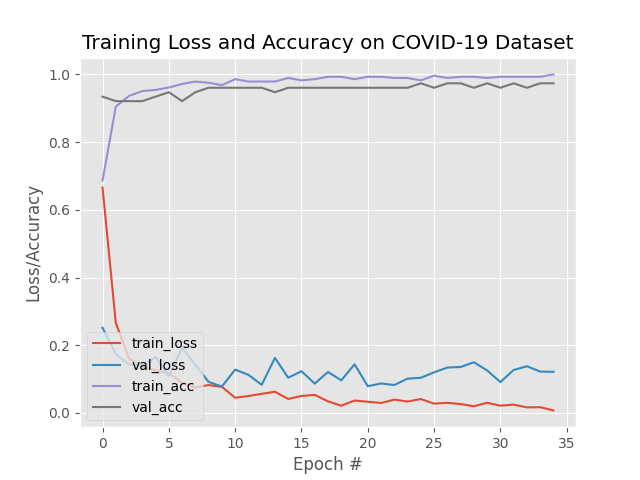 Training Loss and Accuracy on COVID-19 Dataset
Loss/Accuracy
1.0
0.8
0.6
0.4
0.2
0.0
train_loss
val_loss
train_acc
val_acc
0 5 10 15 20 25 30 35
Epoch #